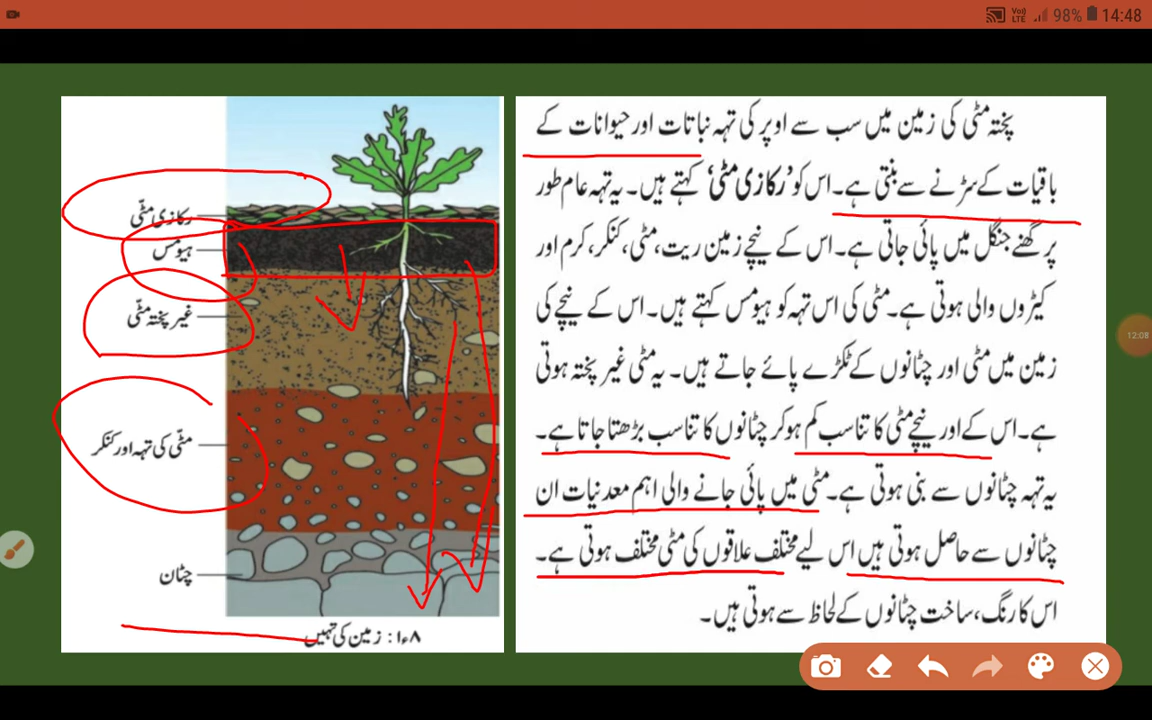 98% 14:48
رکازی مٹّی
ہیومس
غیر پختہ مٹّی
مٹّی کی تہہ اور کنکر
چٹان
۱ء۸ : زمین کی تہیں
پختہ مٹی کی زمین میں سب سے اوپر کی تہہ نباتات اور حیوانات کے
باقیات کے سڑنے سے بنتی ہے۔ اس کو ’رکازی مٹی‘ کہتے ہیں۔ یہ تہہ عام طور
پر گھنے جنگل میں پائی جاتی ہے۔ اس کے نیچے زمین ریت، مٹی، کنکر، کرم اور
کیڑوں والی ہوتی ہے۔ مٹی کی اس تہہ کو ہیومس کہتے ہیں۔ اس کے نیچے کی
زمین میں مٹی اور چٹانوں کے ٹکڑے پائے جاتے ہیں۔ یہ مٹی غیر پختہ ہوتی
ہے۔ اس کے اور نیچے مٹی کا تناسب کم ہوکر چٹانوں کا تناسب بڑھتا جاتا ہے۔
یہ تہہ چٹانوں سے بنی ہوتی ہے۔ مٹی میں پائی جانے والی اہم معدنیات ان
چٹانوں سے حاصل ہوتی ہیں اس لیے مختلف علاقوں کی مٹی مختلف ہوتی ہے۔
اس کا رنگ، ساخت چٹانوں کے لحاظ سے ہوتی ہیں۔
12:08